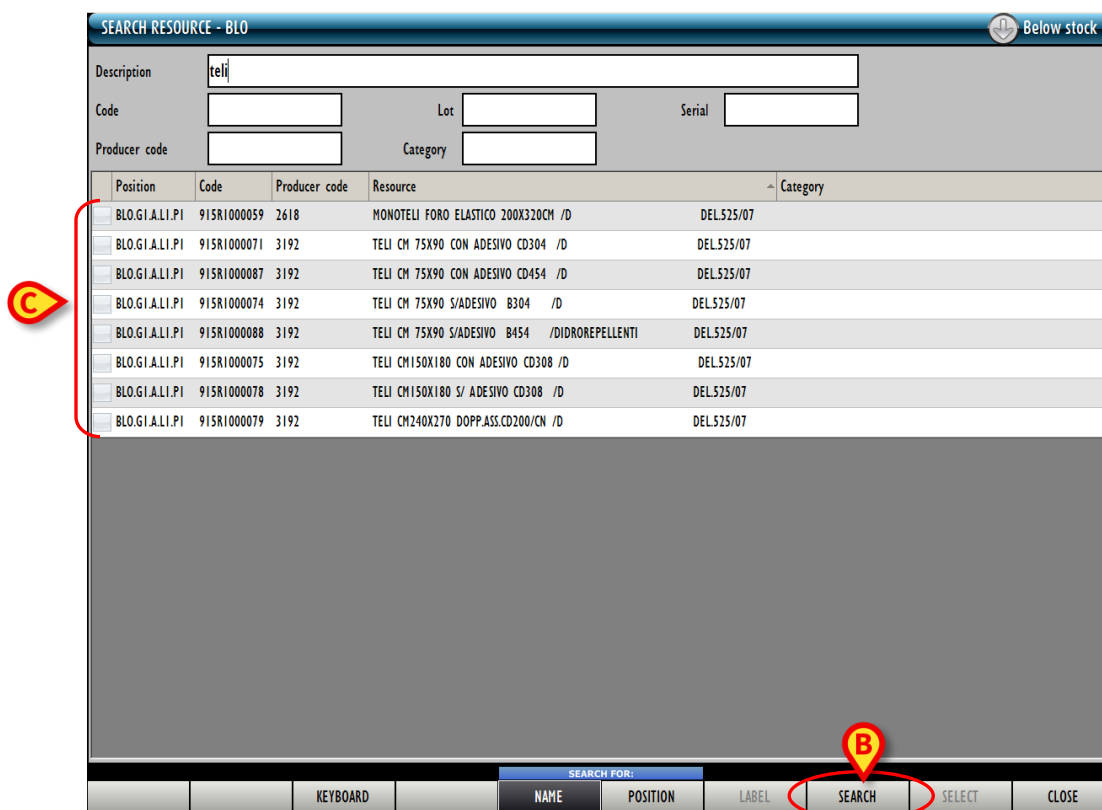 SEARCH RESOURCE - BLO Below stock
Description teli
Code Lot Serial
Producer code Category
Position Code Producer code Resource Category
BLO.GI.A.LI.PI 915RI000059 2618 MONOTELI FORO ELASTICO 200X320CM /D DEL.525/07
BLO.GI.A.LI.PI 915RI000071 3192 TELI CM 75X90 CON ADESIVO CD304 /D DEL.525/07
BLO.GI.A.LI.PI 915RI000087 3192 TELI CM 75X90 CON ADESIVO CD454 /D DEL.525/07
BLO.GI.A.LI.PI 915RI000074 3192 TELI CM 75X90 S/ADESIVO B304 /D DEL.525/07
BLO.GI.A.LI.PI 915RI000088 3192 TELI CM 75X90 S/ADESIVO B454 /DIDROREPELLENTI DEL.525/07
BLO.GI.A.LI.PI 915RI000075 3192 TELI CM150X180 CON ADESIVO CD308 /D DEL.525/07
BLO.GI.A.LI.PI 915RI000078 3192 TELI CM150X180 S/ ADESIVO CD308 /D DEL.525/07
BLO.GI.A.LI.PI 915RI000079 3192 TELI CM240X270 DOPP.ASS.CD200/CN /D DEL.525/07
C
B
SEARCH FOR:
KEYBOARD NAME POSITION LABEL SEARCH SELECT CLOSE